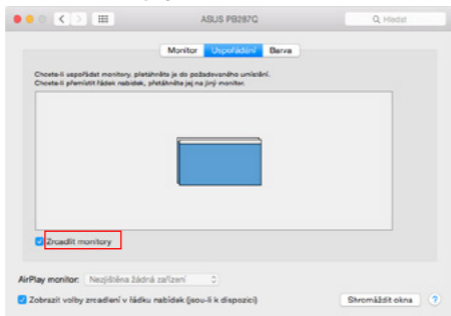 ASUS PB287Q
Hledat
Monitor Uspořádání Barva
Chcete-li uspořádat monitory, přetáhněte je do požadovaného umístění.
Chcete-li přemístit řádek nabídek, přetáhněte jej na jiný monitor.
Zrcadlit monitory
AirPlay monitor: Nezjištěna žádná zařízení
Zobrazit volby zrcadlení v řádku nabídek (jsou-li k dispozici)
Shromáždit okna ?